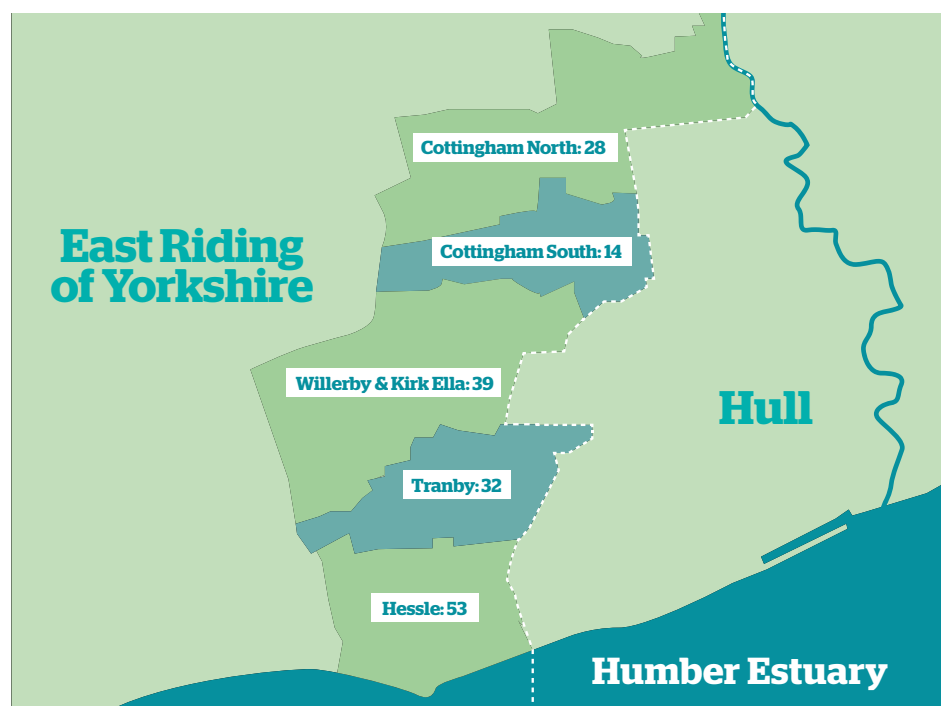 Cottingham North: 28
East Riding
of Yorkshire
Cottingham South: 14
Willerby & Kirk Ella: 39
Hull
Tranby: 32
Hessle: 53
Humber Estuary